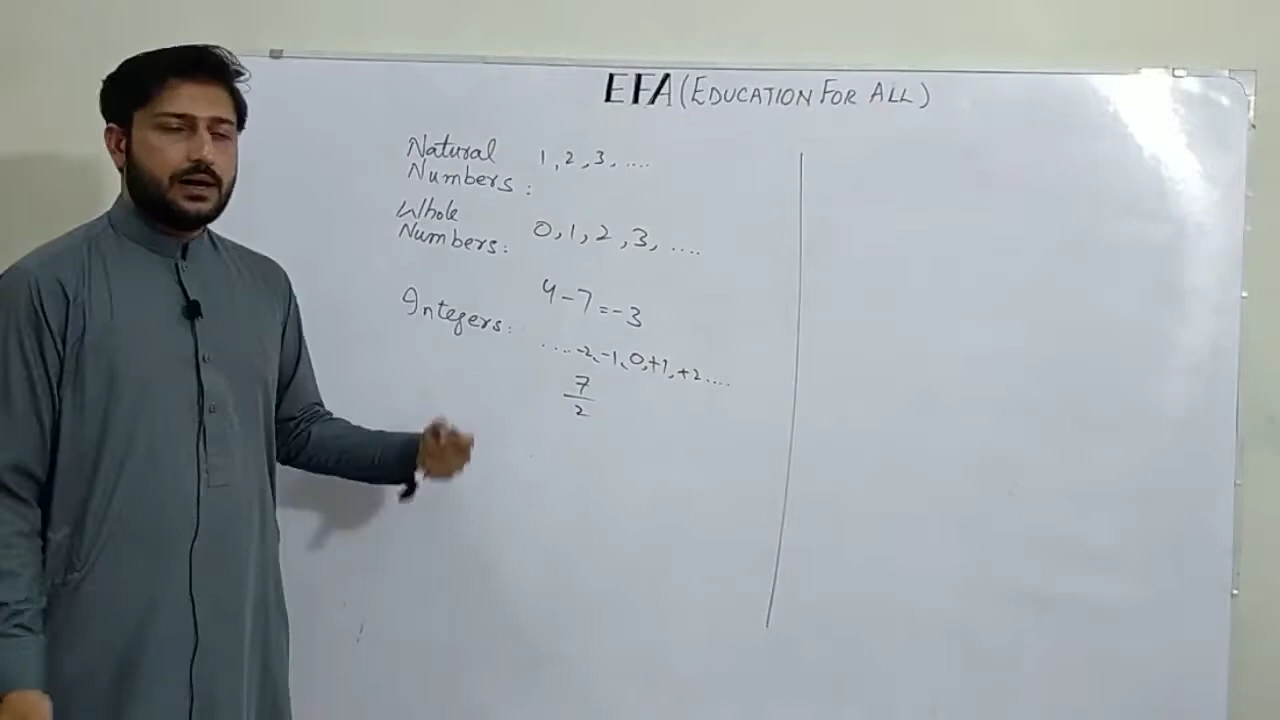 EFA (EDUCATION FOR ALL)
Natural
Numbers: 1, 2, 3, ....
Whole
Numbers: 0, 1, 2, 3, ....
4 - 7 = - 3
Integers:
.... -2, -1, 0, +1, +2 ....
7
2